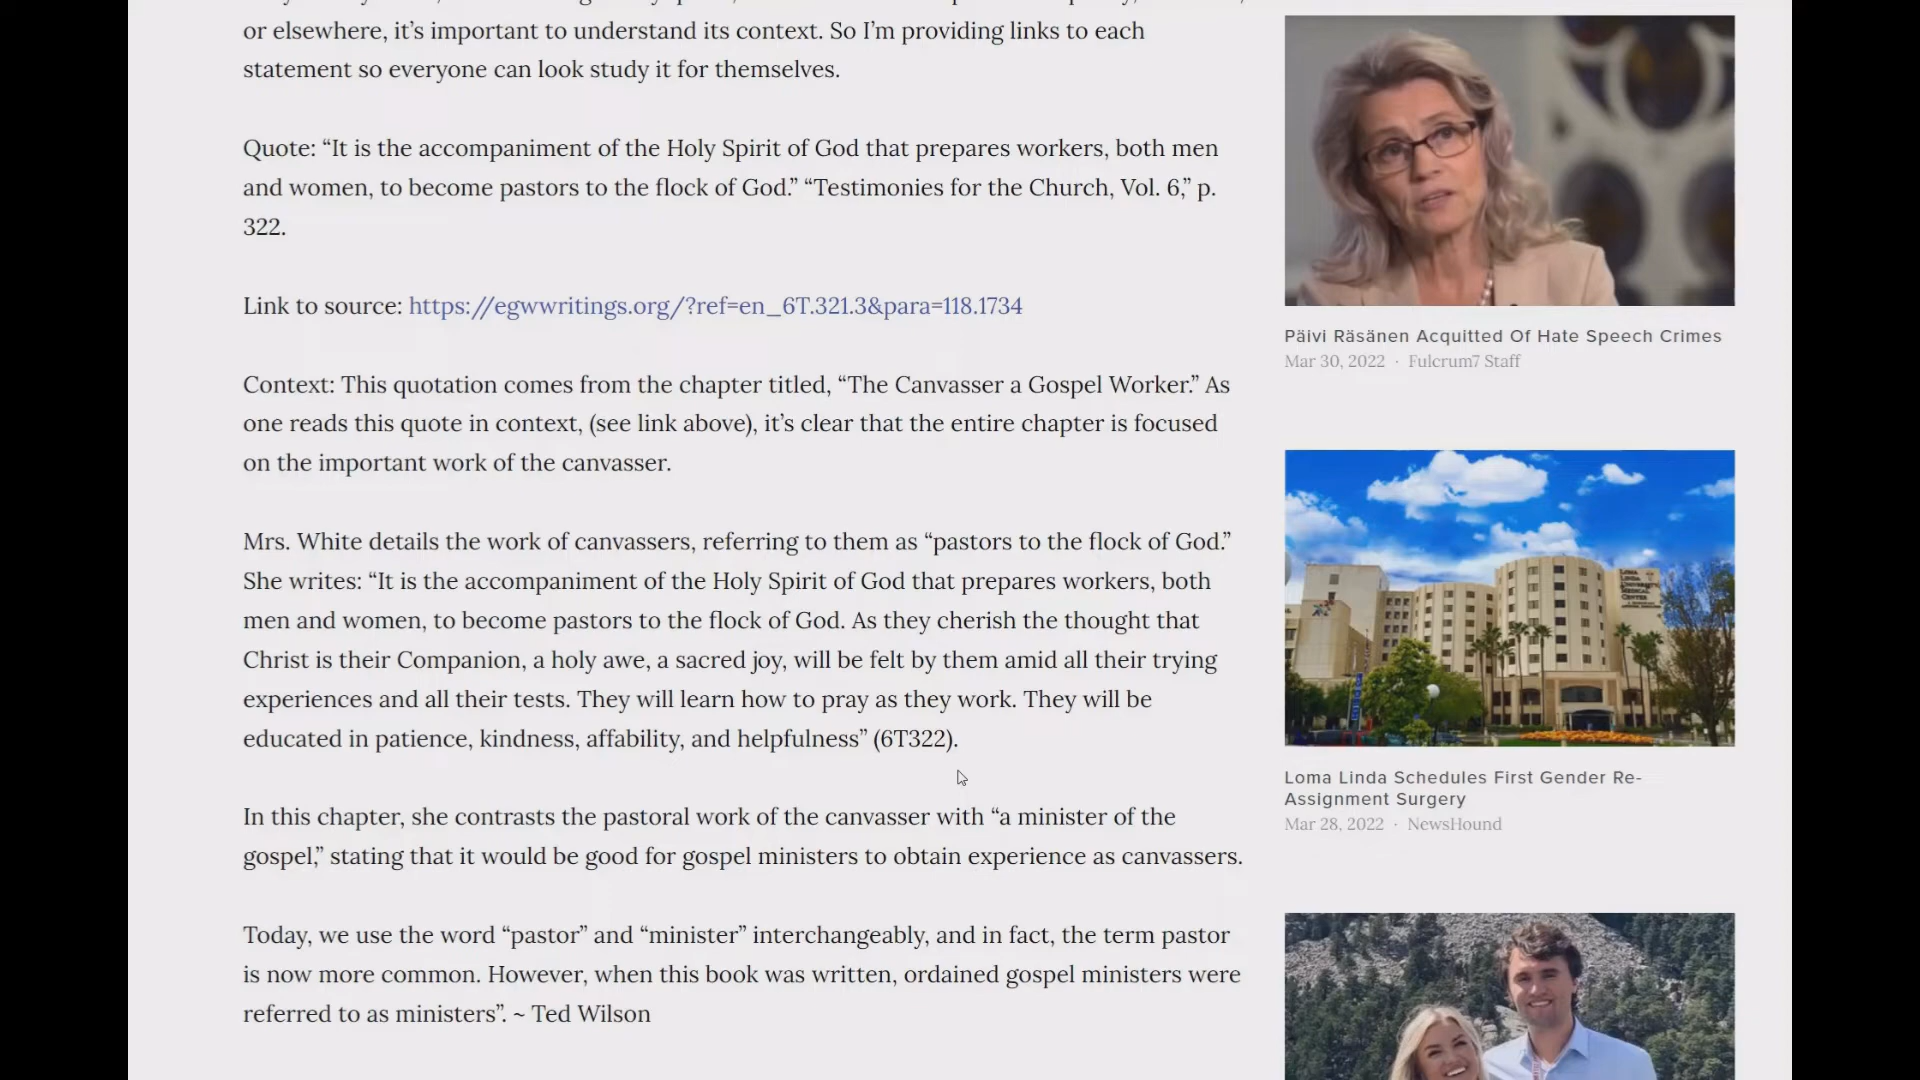 or elsewhere, it’s important to understand its context. So I’m providing links to each
statement so everyone can look study it for themselves.
Quote: “It is the accompaniment of the Holy Spirit of God that prepares workers, both men
and women, to become pastors to the flock of God.” “Testimonies for the Church, Vol. 6,” p.
322.
Link to source: https://egwwritings.org/?ref=en_6T.321.3&para=118.1734
Context: This quotation comes from the chapter titled, “The Canvasser a Gospel Worker.” As
one reads this quote in context, (see link above), it’s clear that the entire chapter is focused
on the important work of the canvasser.
Mrs. White details the work of canvassers, referring to them as “pastors to the flock of God.”
She writes: “It is the accompaniment of the Holy Spirit of God that prepares workers, both
men and women, to become pastors to the flock of God. As they cherish the thought that
Christ is their Companion, a holy awe, a sacred joy, will be felt by them amid all their trying
experiences and all their tests. They will learn how to pray as they work. They will be
educated in patience, kindness, affability, and helpfulness” (6T322).
In this chapter, she contrasts the pastoral work of the canvasser with “a minister of the
gospel,” stating that it would be good for gospel ministers to obtain experience as canvassers.
Today, we use the word “pastor” and “minister” interchangeably, and in fact, the term pastor
is now more common. However, when this book was written, ordained gospel ministers were
referred to as ministers”. ~ Ted Wilson
Päivi Räsänen Acquitted Of Hate Speech Crimes
Mar 30, 2022 · Fulcrum7 Staff
LOMA
LINDA
UNIVERSITY
MEDICAL
CENTER
Loma Linda Schedules First Gender Re-
Assignment Surgery
Mar 28, 2022 · NewsHound